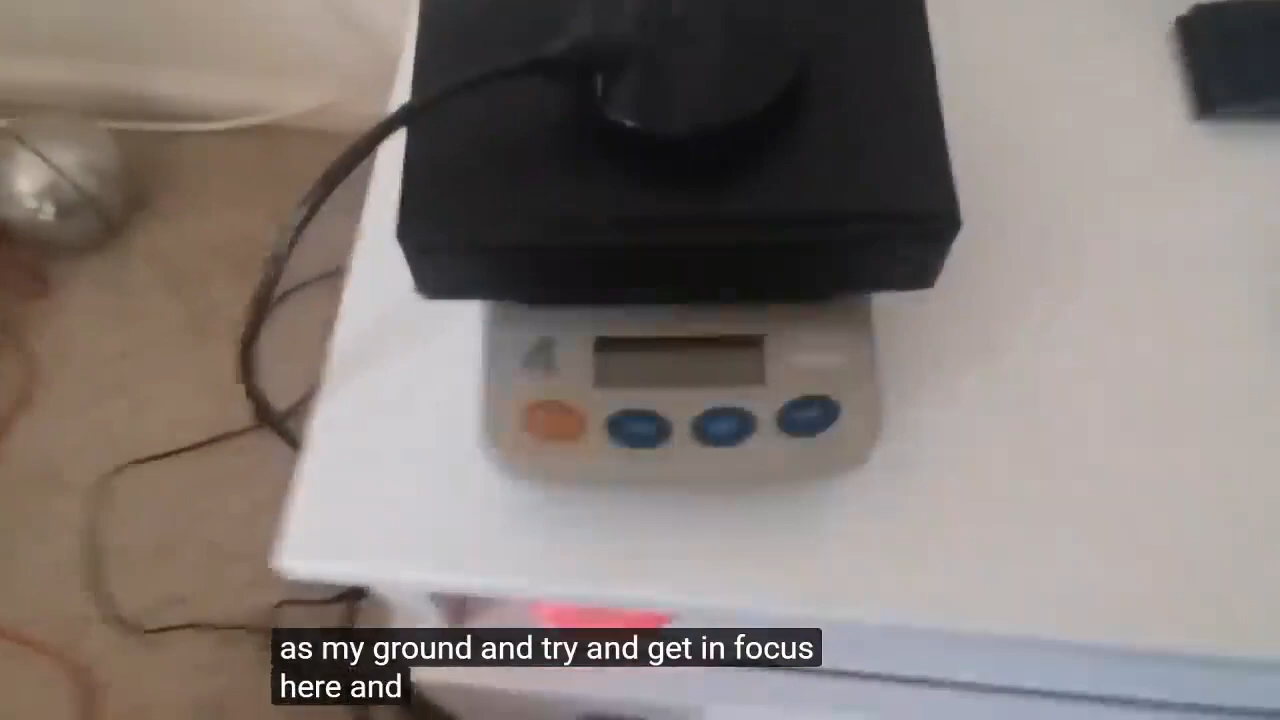 as my ground and try and get in focus
here and